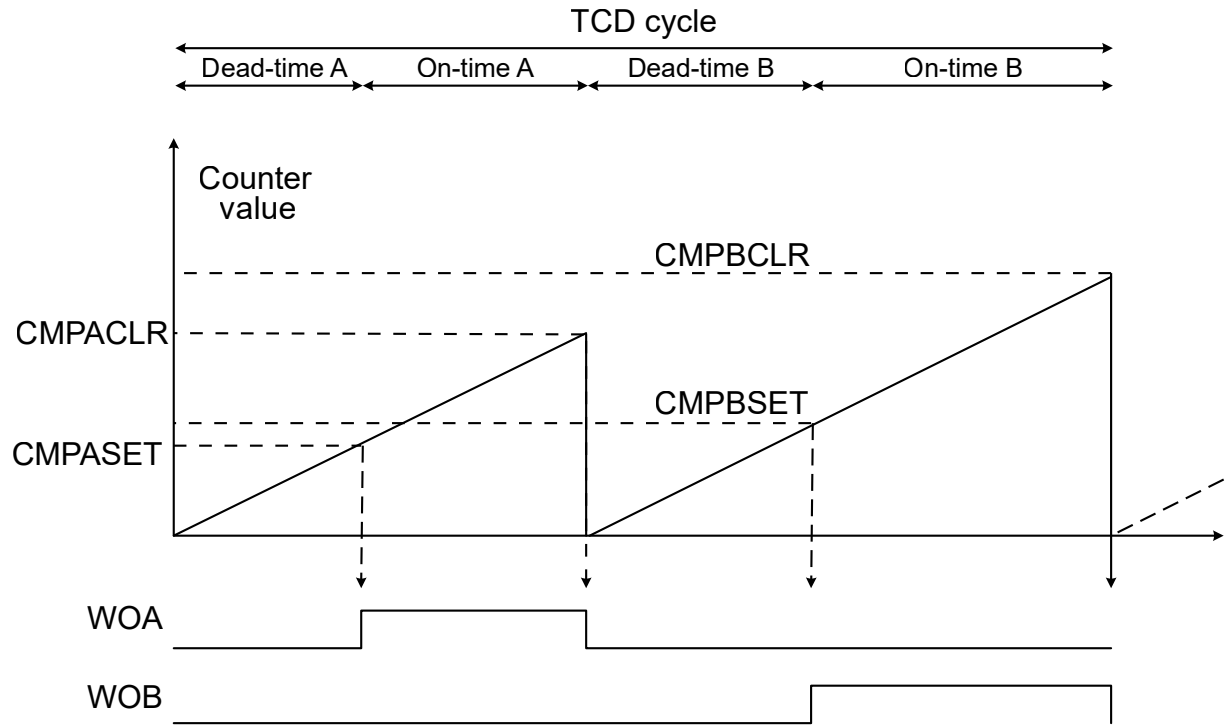 TCD cycle
Dead-time A
On-time A
Dead-time B
On-time B
Counter
value
CMPBCLR
CMPACLR
CMPBSET
CMPASET
WOA
WOB